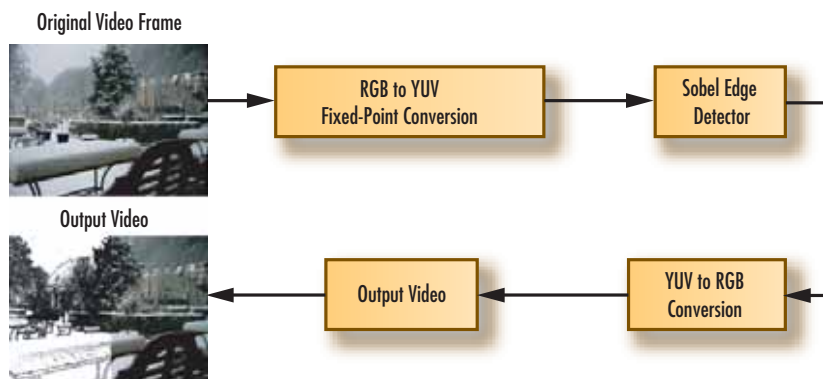 Original Video Frame
RGB to YUV
Fixed-Point Conversion
Sobel Edge
Detector
Output Video
Output Video
YUV to RGB
Conversion